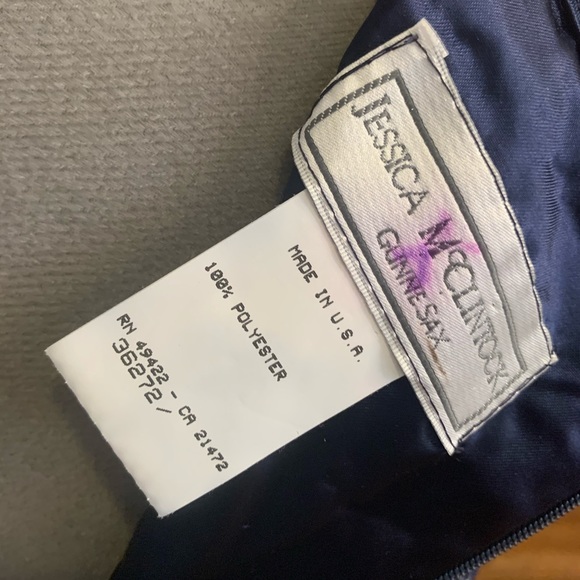 JESSICA McCLINTOCK
GUNNE SAX
MADE IN U.S.A.
100% POLYESTER
RN 49422 - CA 21472
36272/